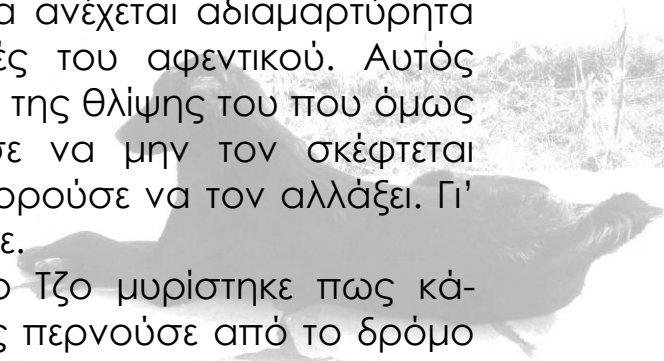 α ανέχεται αδιαμαρτύρητα
ές του αφεντικού. Αυτός
της θλίψης του που όμως
σε να μην τον σκέφτεται
ορούσε να τον αλλάξει. Γι’
ε.
ο Τζο μυρίστηκε πως κά-
ς περνούσε από το δρόμο